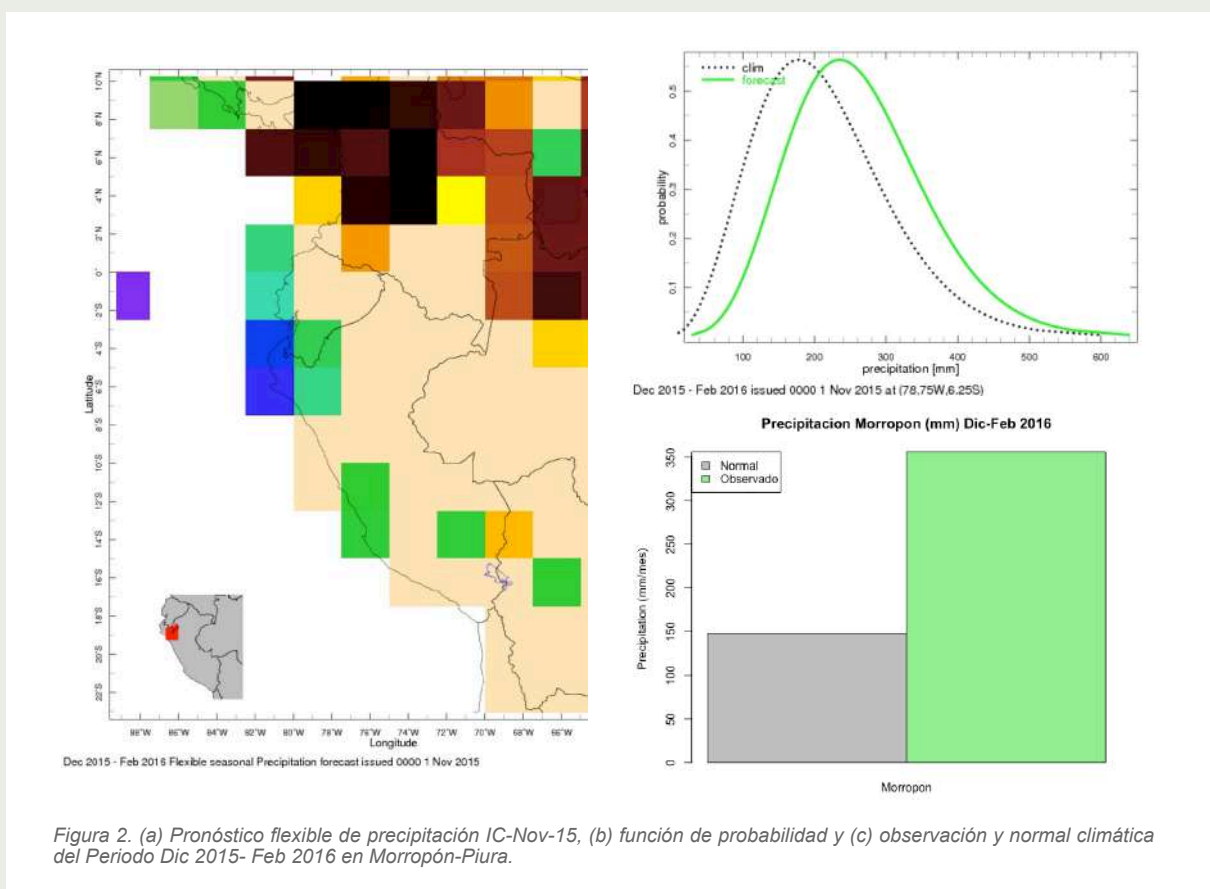 10°N
8°N
6°N
4°N
2°N
0°
2°S
4°S
6°S
8°S
10°S
12°S
14°S
16°S
18°S
20°S
22°S
Latitude
88°W 86°W 84°W 82°W 80°W 78°W 76°W 74°W 72°W 70°W 68°W 66°W
Longitude
Dec 2015 - Feb 2016 Flexible seasonal Precipitation forecast issued 0000 1 Nov 2015
clim
forecast
0.5
0.4
0.3
0.2
0.1
probability
100 200 300 400 500 600
precipitation [mm]
Dec 2015 - Feb 2016 issued 0000 1 Nov 2015 at (78.75W,6.25S)
Precipitacion Morropon (mm) Dic-Feb 2016
Normal
Observado
350
300
250
200
150
100
50
0
Precipitation (mm/mes)
Morropon
Figura 2. (a) Pronóstico flexible de precipitación IC-Nov-15, (b) función de probabilidad y (c) observación y normal climática
del Periodo Dic 2015- Feb 2016 en Morropón-Piura.